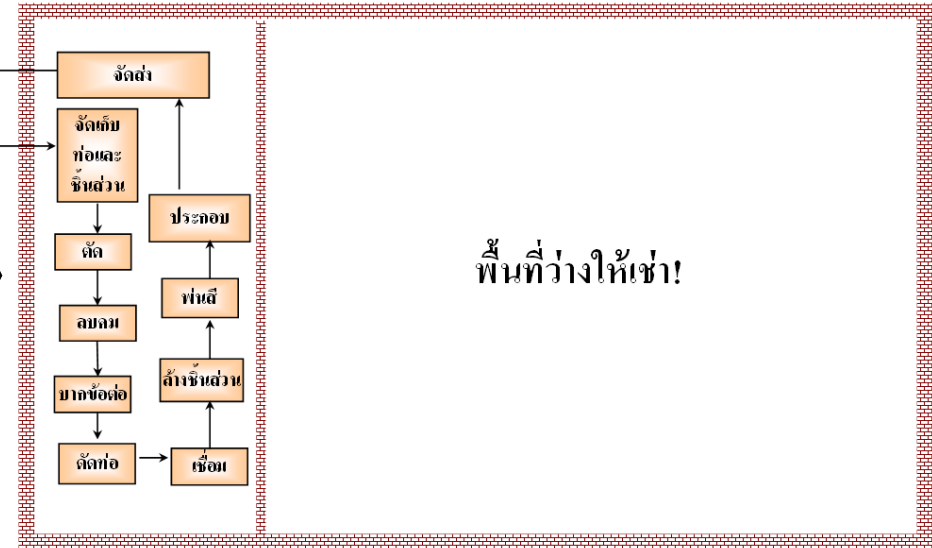 จัดส่ง
จัดเก็บ
ท่อและ
ชิ้นส่วน
ตัด
ลบคม
บากข้อต่อ
ดัดท่อ
เชื่อม
ล้างชิ้นส่วน
พ่นสี
ประกอบ
พื้นที่ว่างให้เช่า!